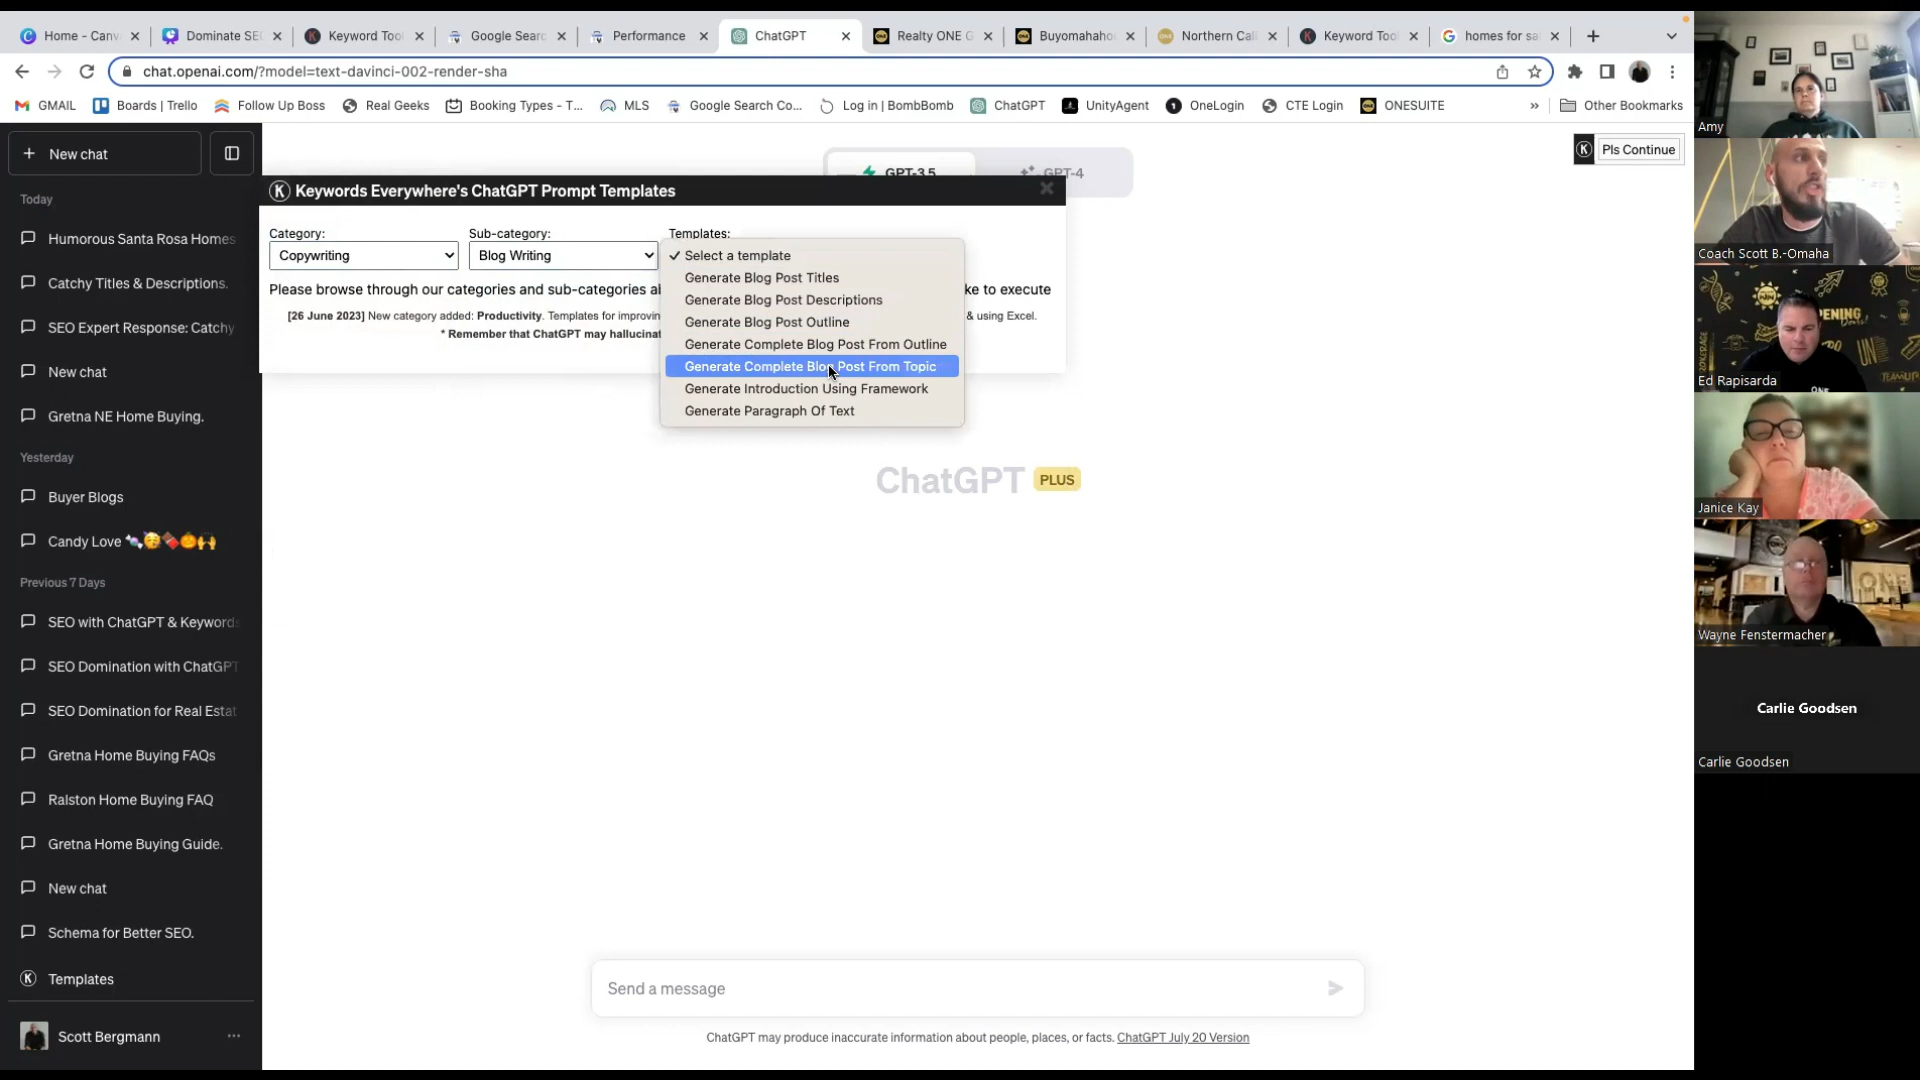 Home - Canv
Dominate SE
Keyword Too
Google Searc
Performance
ChatGPT
Realty ONE G
Buyomahaho
Northern Cali
Keyword Too
homes for sa
chat.openai.com/?model=text-davinci-002-render-sha
GMAIL
Boards | Trello
Follow Up Boss
Real Geeks
Booking Types - T...
MLS
Google Search Co...
Log in | BombBomb
ChatGPT
UnityAgent
OneLogin
CTE Login
ONESUITE
»
Other Bookmarks
New chat
Today
Humorous Santa Rosa Homes
Catchy Titles & Descriptions.
SEO Expert Response: Catchy
New chat
Gretna NE Home Buying.
Yesterday
Buyer Blogs
Candy Love 🍬🥳🍫🎃🙌
Previous 7 Days
SEO with ChatGPT & Keywords
SEO Domination with ChatGPT
SEO Domination for Real Estat
Gretna Home Buying FAQs
Ralston Home Buying FAQ
Gretna Home Buying Guide.
New chat
Schema for Better SEO.
Templates
Scott Bergmann
GPT-3.5
GPT-4
Pls Continue
Keywords Everywhere's ChatGPT Prompt Templates
Category:
Sub-category:
Templates:
Copywriting
Blog Writing
Select a template
Generate Blog Post Titles
Generate Blog Post Descriptions
Generate Blog Post Outline
Generate Complete Blog Post From Outline
Generate Complete Blog Post From Topic
Generate Introduction Using Framework
Generate Paragraph Of Text
Please browse through our categories and sub-categories ab
ke to execute
[26 June 2023] New category added: Productivity. Templates for improvin
& using Excel.
* Remember that ChatGPT may hallucinat
ChatGPT PLUS
Send a message
ChatGPT may produce inaccurate information about people, places, or facts. ChatGPT July 20 Version
Amy
Coach Scott B.-Omaha
Ed Rapisarda
Janice Kay
Wayne Fenstermacher
Carlie Goodsen
Carlie Goodsen